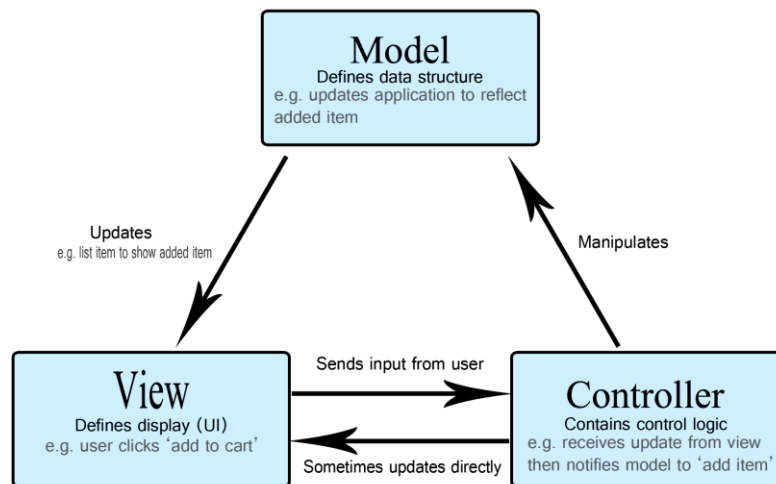 Model
Defines data structure
e.g. updates application to reflect
added item
Updates
e.g. list item to show added item
Manipulates
View
Defines display (UI)
e.g. user clicks ‘add to cart’
Sends input from user
Sometimes updates directly
Controller
Contains control logic
e.g. receives update from view
then notifies model to ‘add item’